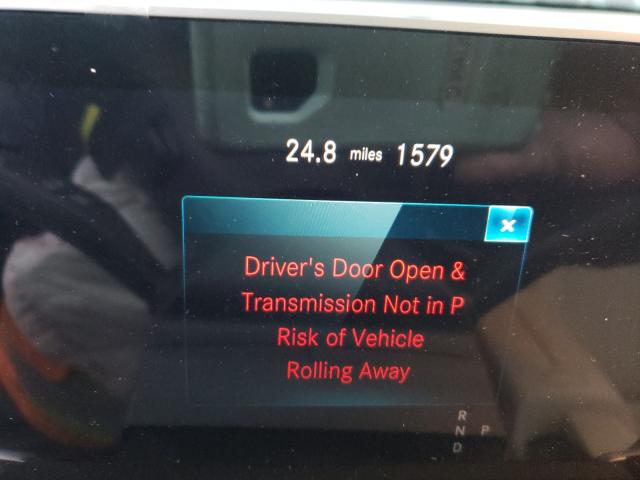 24.8 miles 1579
x
Driver's Door Open &
Transmission Not in P
Risk of Vehicle
Rolling Away
R
N P
D